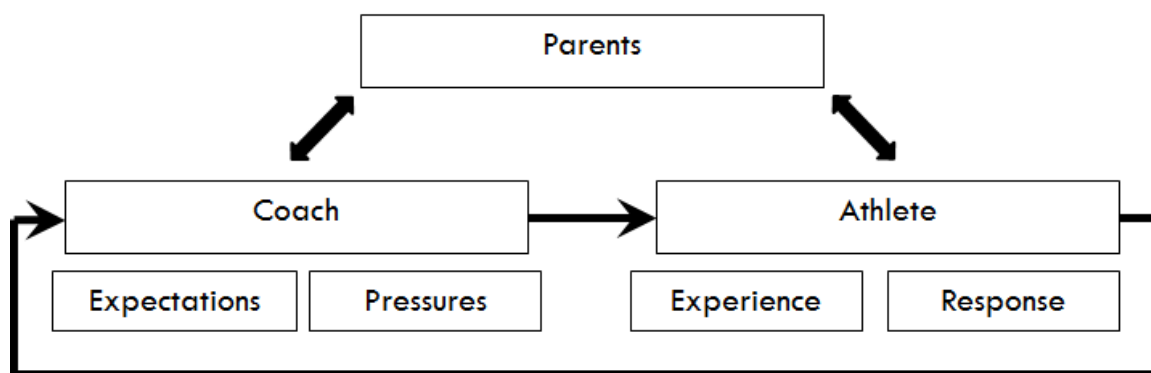 Parents
Coach
Athlete
Expectations
Pressures
Experience
Response